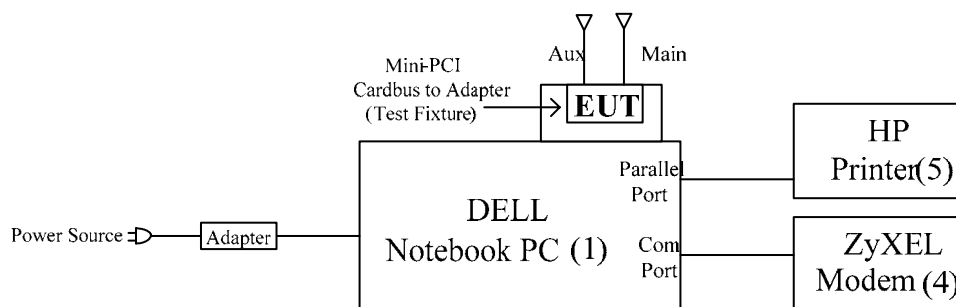 Aux
Main
Mini-PCI
Cardbus to Adapter
(Test Fixture)
EUT
HP
Printer(5)
Parallel
Port
DELL
Notebook PC (1)
Power Source
Adapter
Com
Port
ZyXEL
Modem (4)